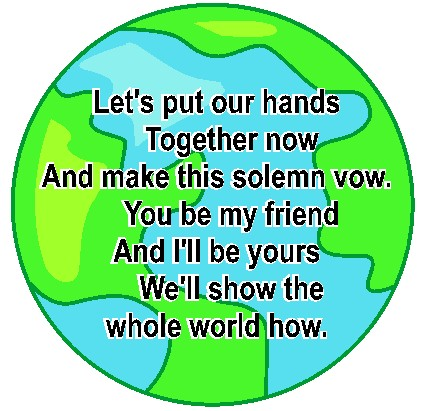 Let's put our hands
Together now
And make this solemn vow.
You be my friend
And I'll be yours
We'll show the
whole world how.